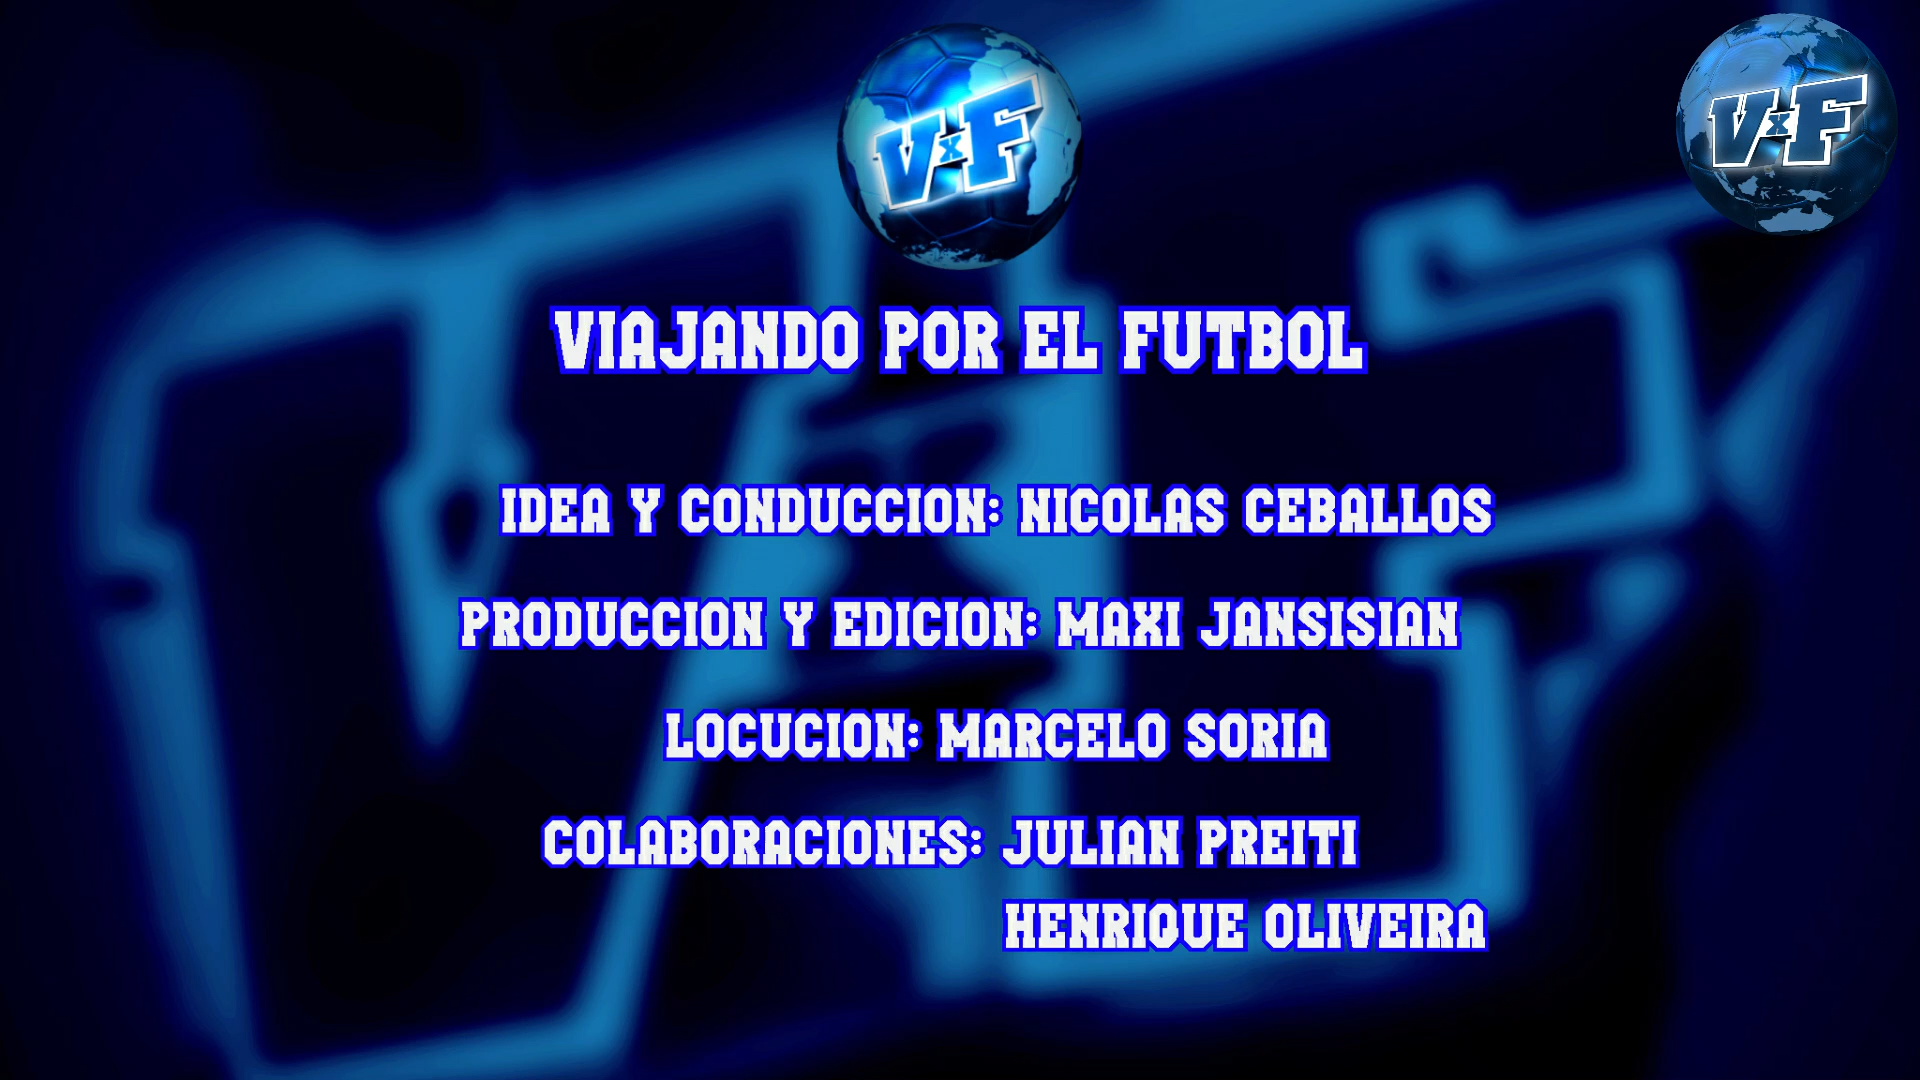 VxF
VxF
VIAJANDO POR EL FUTBOL
IDEA Y CONDUCCION: NICOLAS CEBALLOS
PRODUCCION Y EDICION: MAXI JANSISIAN
LOCUCION: MARCELO SORIA
COLABORACIONES: JULIAN PREITI
HENRIQUE OLIVEIRA